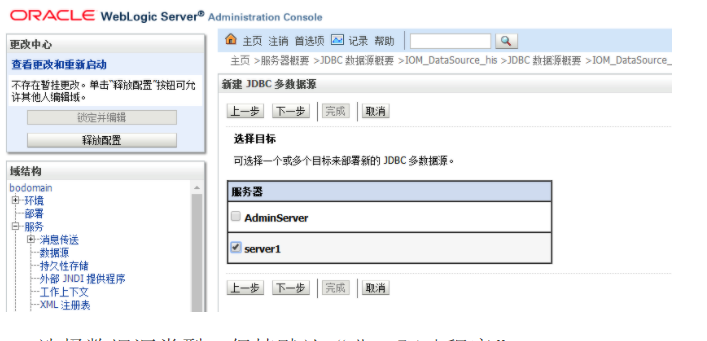 ORACLE WebLogic Server® Administration Console
更改中心
查看更改和重新启动
不存在暂挂更改。单击"释放配置"按钮可允
许其他人编辑域。
锁定并编辑
释放配置
域结构
bodomain
环境
部署
服务
消息传送
数据源
持久性存储
外部 JNDI 提供程序
工作上下文
XML 注册表
主页 注销 首选项 记录 帮助
主页 >服务器概要 >JDBC 数据源概要 >IOM_DataSource_his >JDBC 数据源概要 >IOM_DataSource_
新建 JDBC 多数据源
上一步 下一步 完成 取消
选择目标
可选择一个或多个目标来部署新的 JDBC 多数据源。
服务器
AdminServer
server1
上一步 下一步 完成 取消